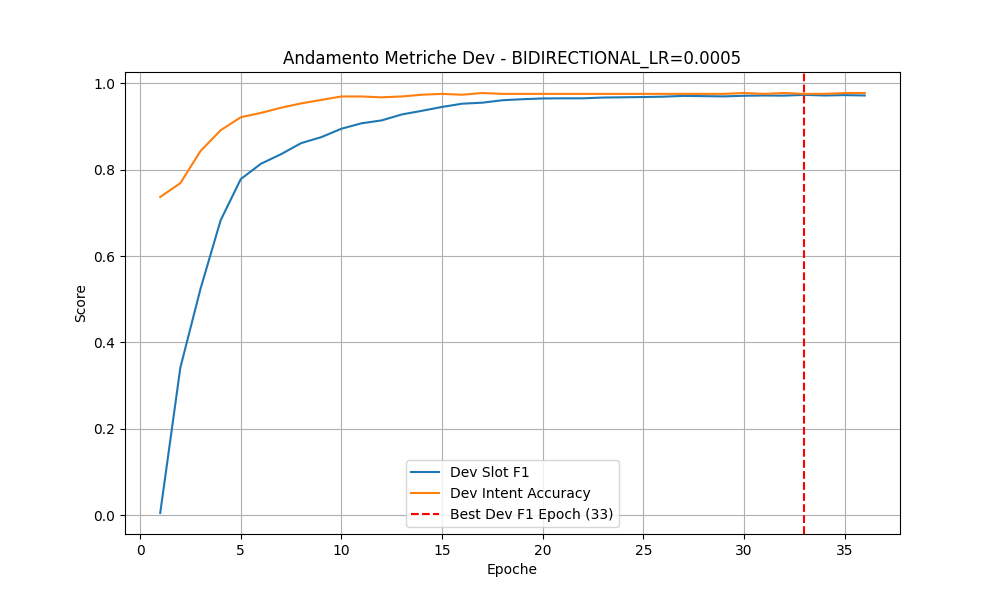 Andamento Metriche Dev - BIDIRECTIONAL_LR=0.0005
Score
1.0
0.8
0.6
0.4
0.2
0.0
Dev Slot F1
Dev Intent Accuracy
Best Dev F1 Epoch (33)
0 5 10 15 20 25 30 35
Epoche